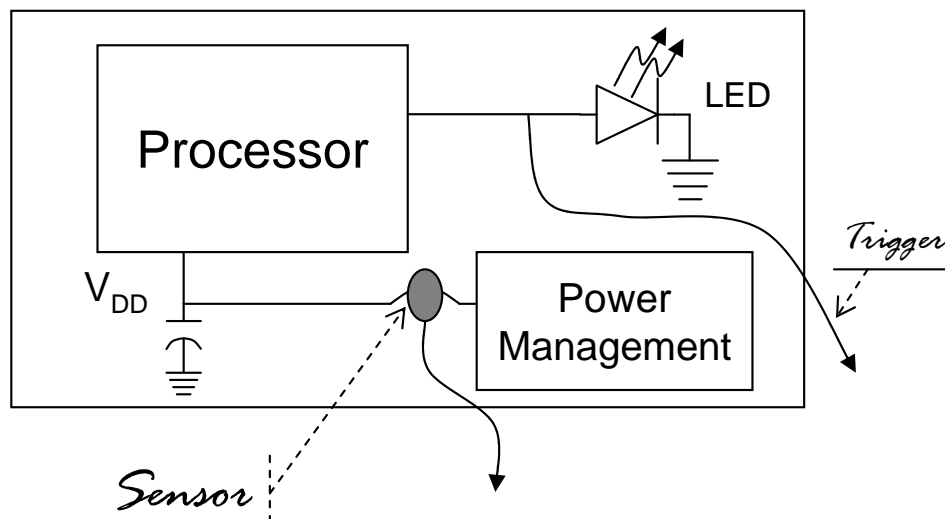 LED
Processor
Trigger
VDD
Power
Management
Sensor